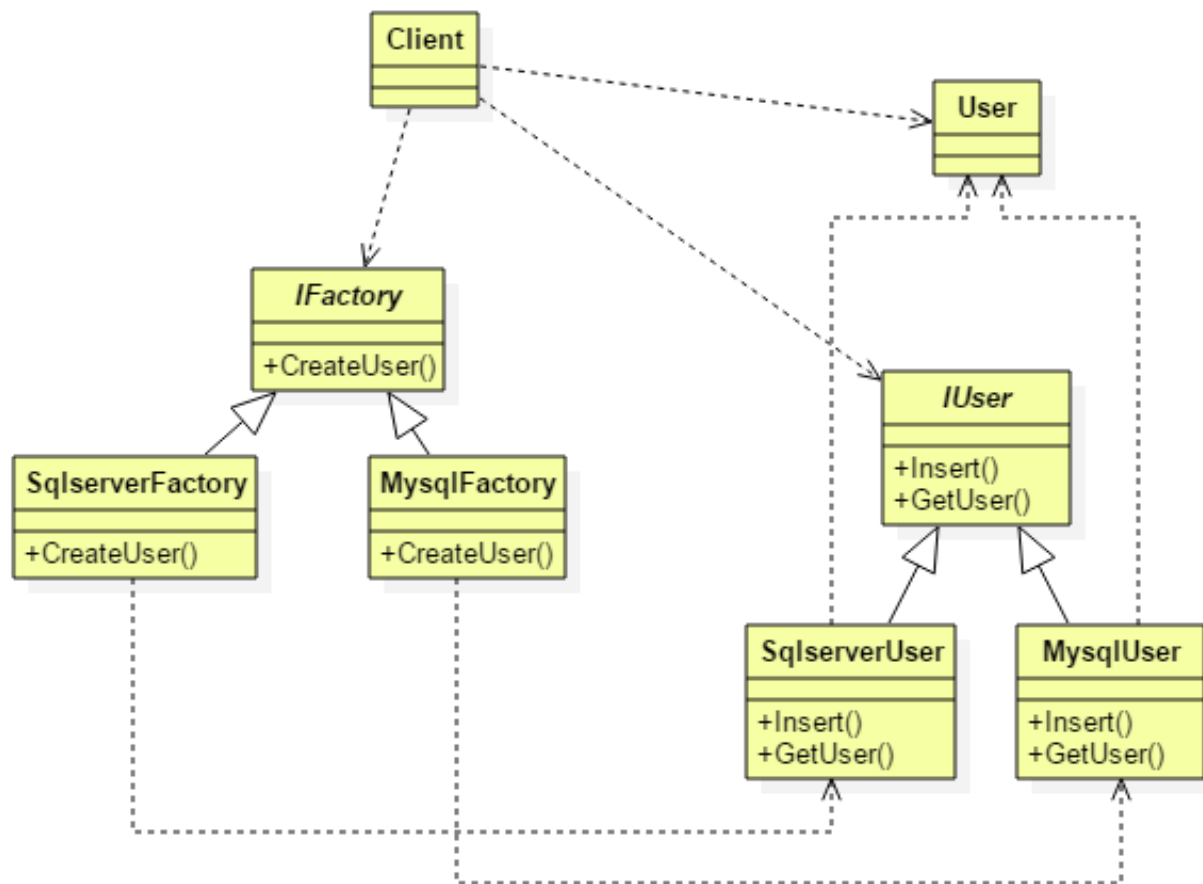 Client
User
IFactory
+CreateUser()
IUser
+Insert()
+GetUser()
SqlserverFactory
+CreateUser()
MysqlFactory
+CreateUser()
SqlserverUser
+Insert()
+GetUser()
MysqlUser
+Insert()
+GetUser()